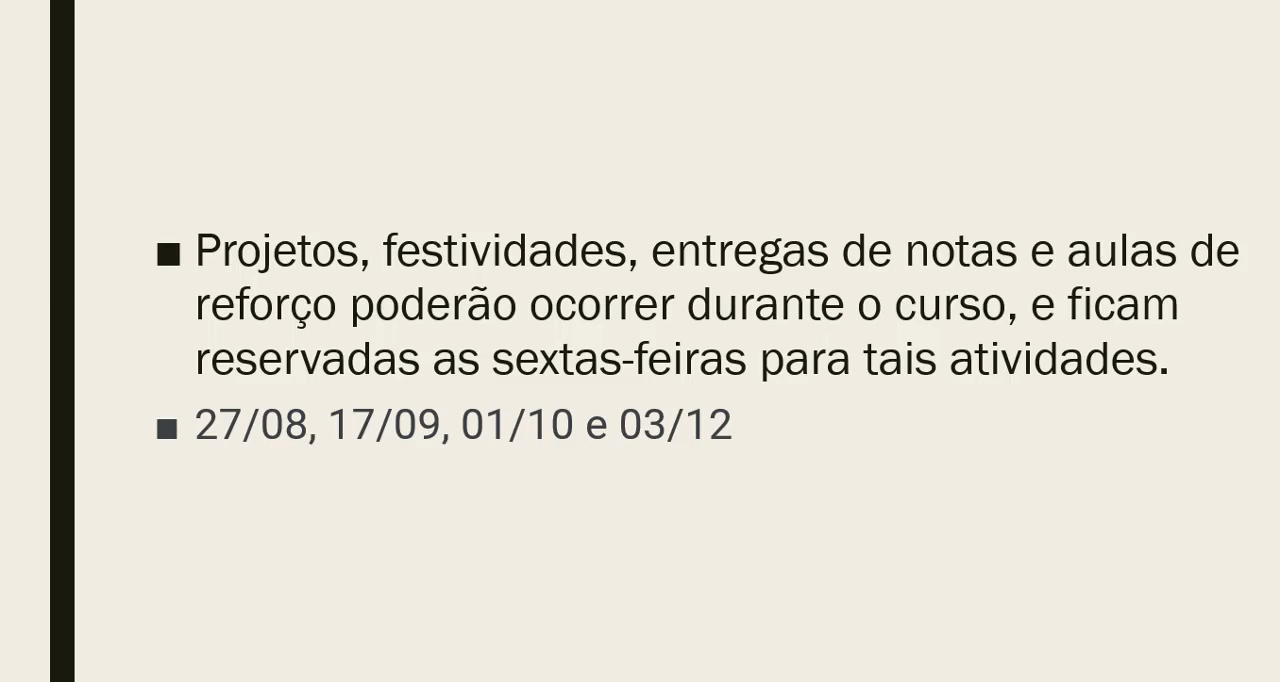 ■ Projetos, festividades, entregas de notas e aulas de
reforço poderão ocorrer durante o curso, e ficam
reservadas as sextas-feiras para tais atividades.
■ 27/08, 17/09, 01/10 e 03/12